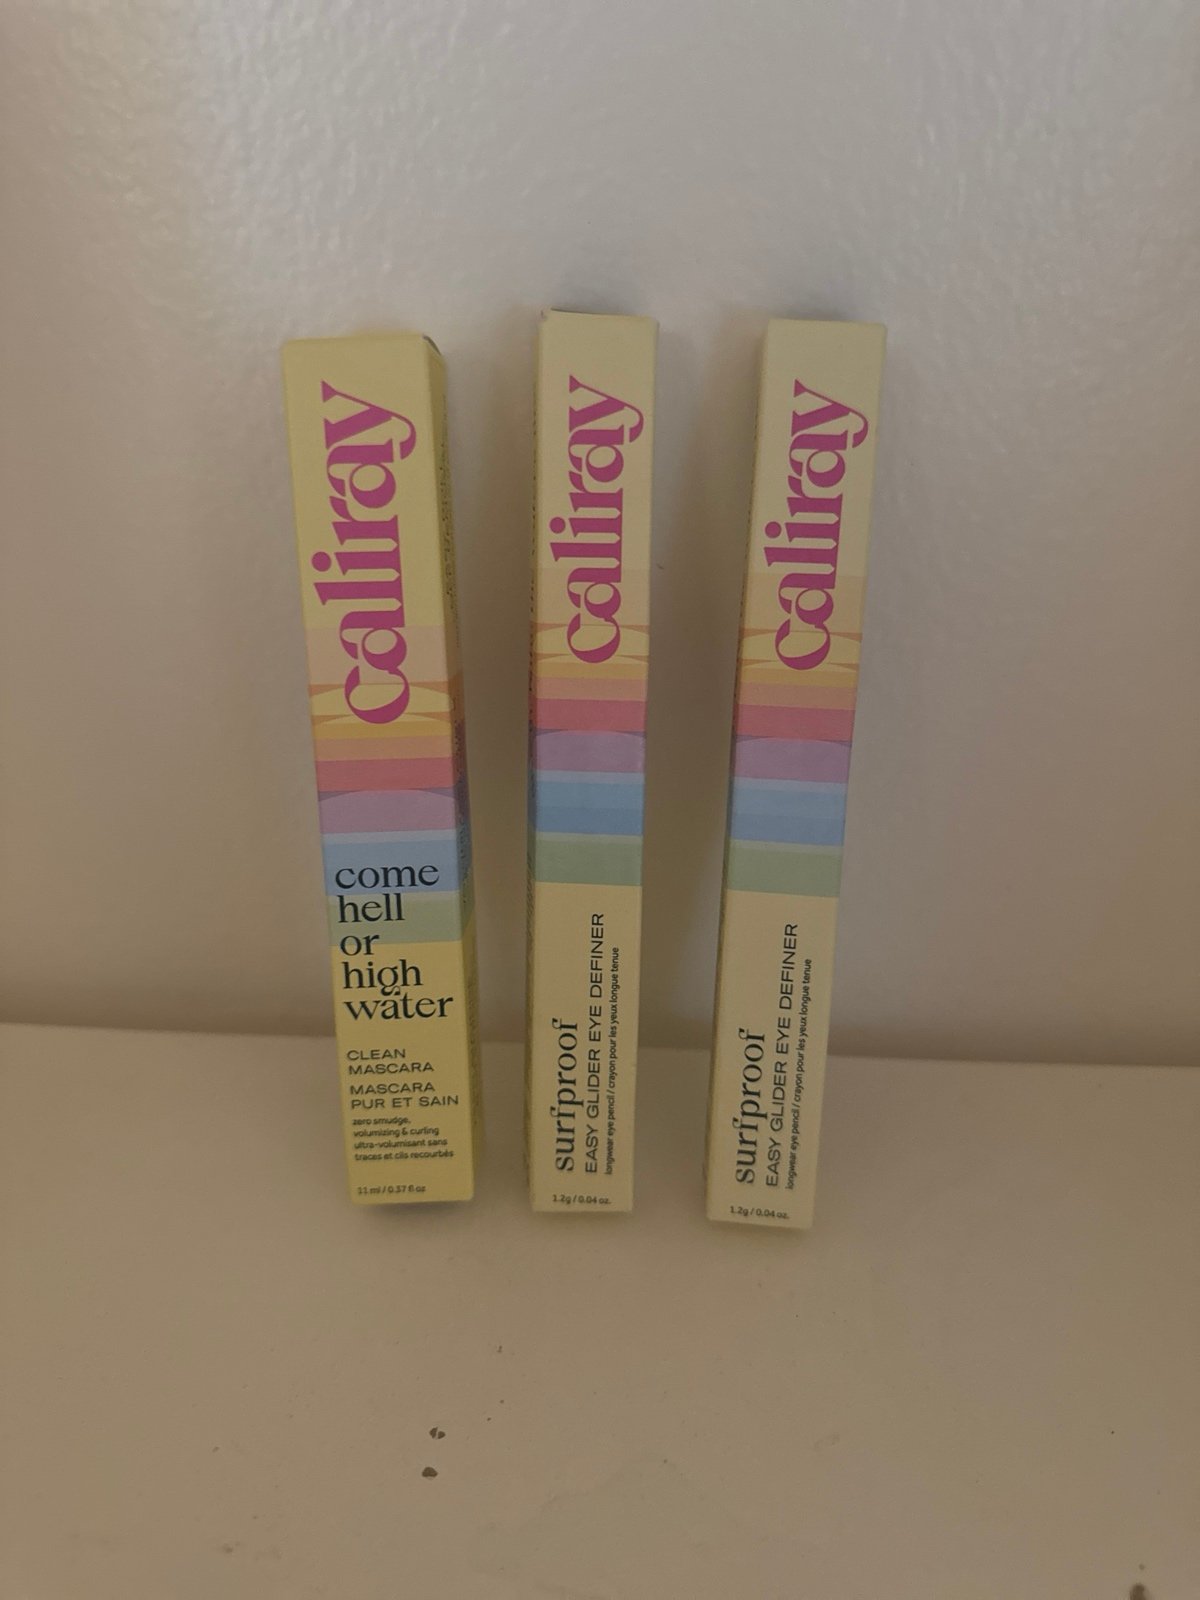 caliray
come
hell
or
high
water
CLEAN
MASCARA
MASCARA
PUR ET SAIN
zero smudge,
volumizing & curling
ultra-volumisant sans
traces et cils recourbés
11 ml / 0.37 fl oz
caliray
surfproof
EASY GLIDER EYE DEFINER
longwear eye pencil / crayon pour les yeux longue tenue
1.2g / 0.04 oz.
caliray
surfproof
EASY GLIDER EYE DEFINER
longwear eye pencil / crayon pour les yeux longue tenue
1.2g / 0.04 oz.